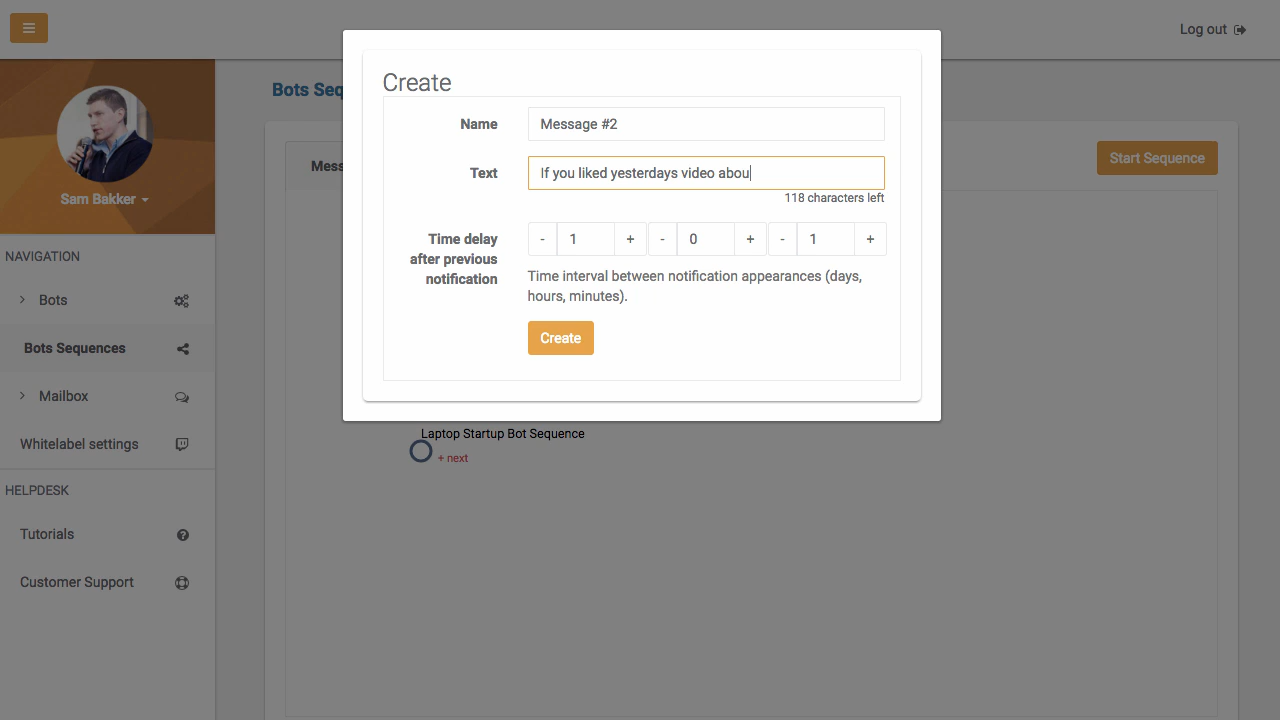 Log out
Create
Bots Seq
Name
Message #2
Mess
Start Sequence
Text
If you liked yesterdays video abou
118 characters left
Sam Bakker
Time delay
after previous
notification
- 1 + - 0 + - 1 +
Time interval between notification appearances (days,
hours, minutes).
Create
NAVIGATION
Bots
Bots Sequences
Mailbox
Whitelabel settings
HELPDESK
Tutorials
Customer Support
Laptop Startup Bot Sequence
+ next